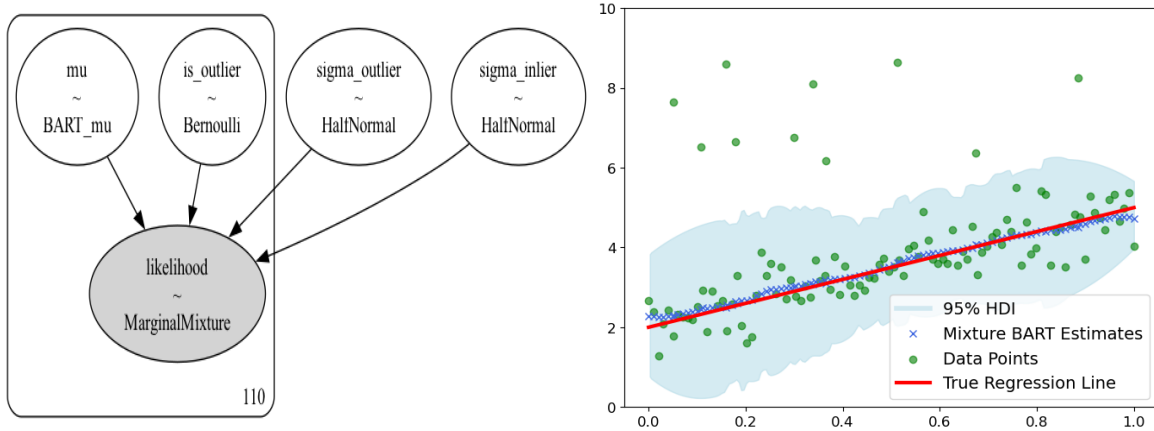 mu
~
BART_mu
is_outlier
~
Bernoulli
sigma_outlier
~
HalfNormal
sigma_inlier
~
HalfNormal
likelihood
~
MarginalMixture
110
10
8
6
4
2
0
0.0 0.2 0.4 0.6 0.8 1.0
95% HDI
Mixture BART Estimates
Data Points
True Regression Line